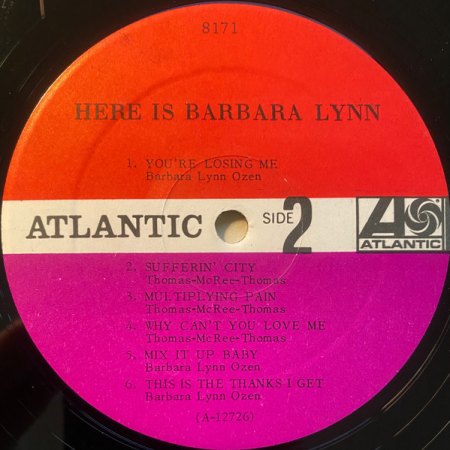 8171
HERE IS BARBARA LYNN
1. YOU'RE LOSING ME
Barbara Lynn Ozen
ATLANTIC SIDE 2 ATLANTIC
2. SUFFERIN' CITY
Thomas-McRee-Thomas
3. MULTIPLYING PAIN
Thomas-McRee-Thomas
4. WHY CAN'T YOU LOVE ME
Thomas-McRee-Thomas
5. MIX IT UP BABY
Barbara Lynn Ozen
6. THIS IS THE THANKS I GET
Barbara Lynn Ozen
(A-12726)